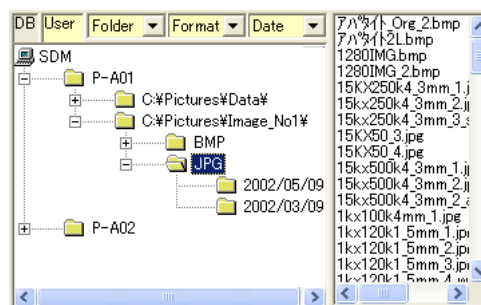 DB User Folder Format Date
SDM
P-A01
C:¥Pictures¥Data¥
C:¥Pictures¥Image_No1¥
BMP
JPG
2002/05/09
2002/03/09
P-A02
アパタイト_Org_2.bmp
アパタイト2L.bmp
1280IMG.bmp
1280IMG_2.bmp
15KX250k4_3mm_1.j
15kx250k4_3mm_2.j
15kx250k4_3mm_3_s
15KX50_3.jpg
15KX50_4.jpg
15kx500k4_3mm_1.j
15kx500k4_3mm_2.j
15kx500k4_3mm_2_a
1kx100k4mm_1.jpg
1kx120k1_5mm_1.jp
1kx120k1_5mm_2.jp
1kx120k1_5mm_3.jp
1kx120k1_5mm_4